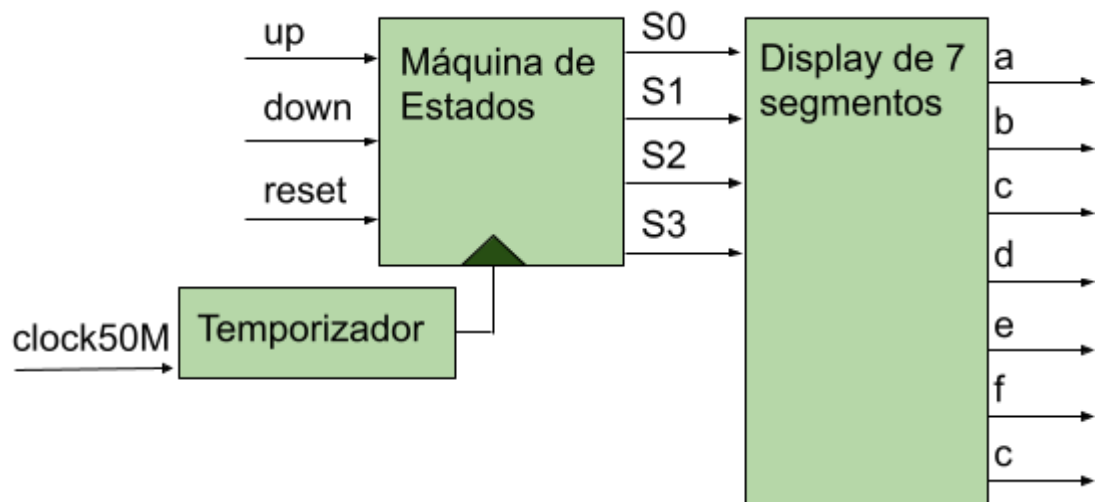 up
down
reset
Máquina de
Estados
S0
S1
S2
S3
Display de 7
segmentos
a
b
c
d
e
f
c
clock50M
Temporizador